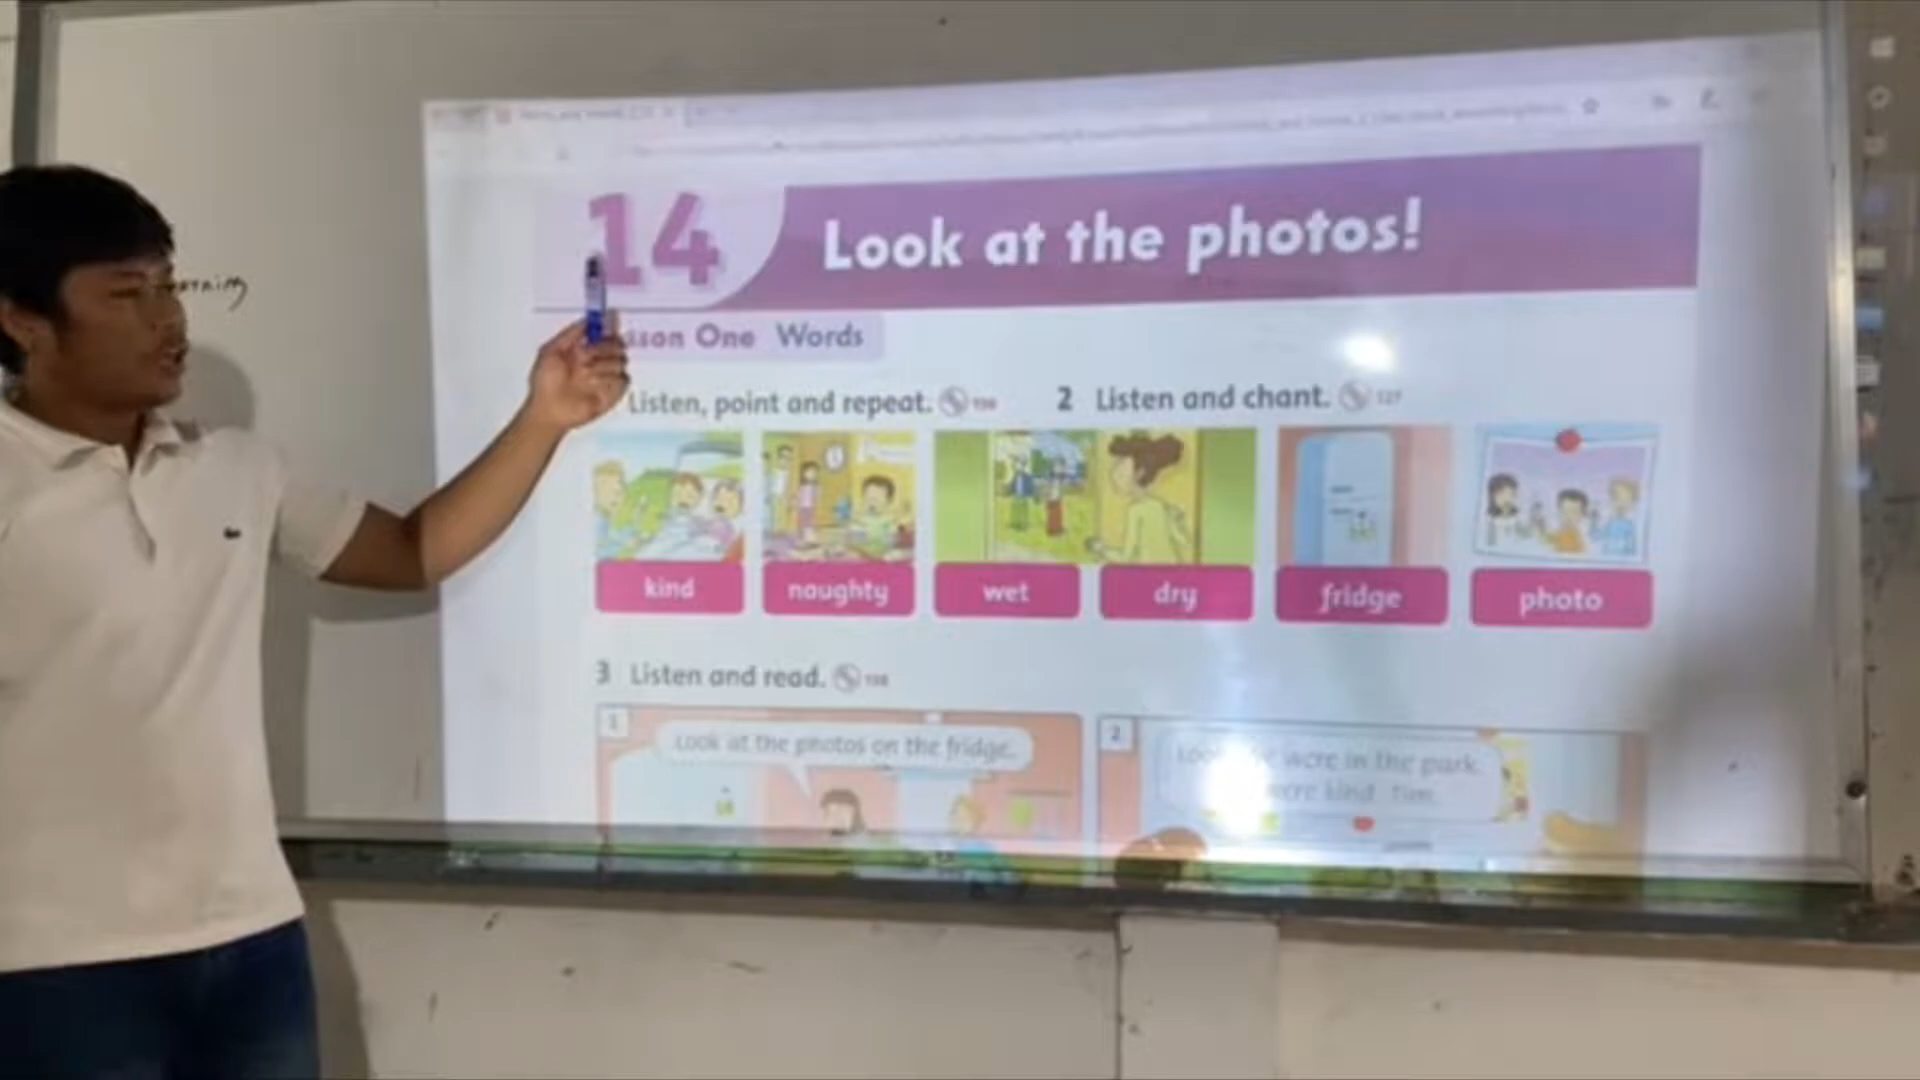 14 Look at the photos!
One Words
Listen, point and repeat.
2 Listen and chant.
kind
naughty
wet
dry
fridge
photo
3 Listen and read.
1
Look at the photos on the fridge.
2
were in the park.
kind Tim.